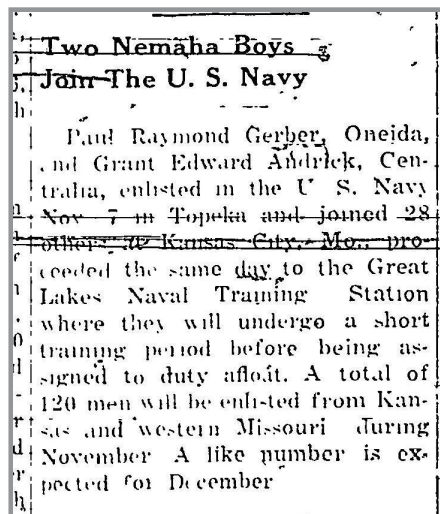 Two Nemaha Boys
Join The U. S. Navy
Paul Raymond Gerber, Oneida,
and Grant Edward Andrick, Cen-
tralia, enlisted in the U S. Navy
Nov. 7 in Topeka and joined 28
others at Kansas City, Mo., pro-
ceeded the same day to the Great
Lakes Naval Training Station
where they will undergo a short
training period before being as-
signed to duty afloat. A total of
120 men will be enlisted from Kan-
sas and western Missouri during
November A like number is ex-
pected for December